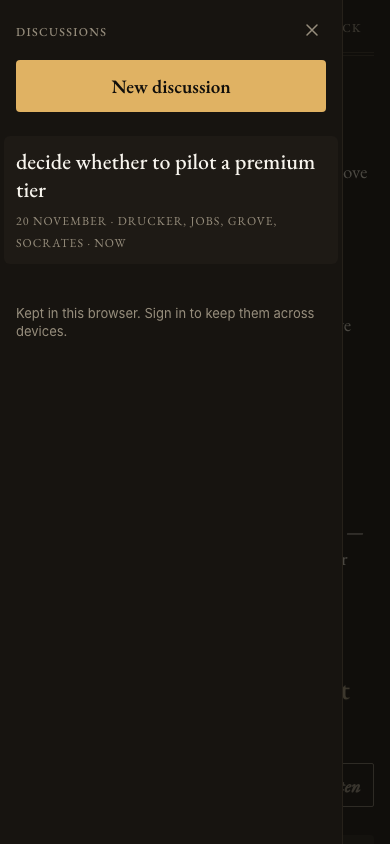 DISCUSSIONS
CK
New discussion
decide whether to pilot a premium
tier
20 NOVEMBER · DRUCKER, JOBS, GROVE,
SOCRATES · NOW
Kept in this browser. Sign in to keep them across
devices.